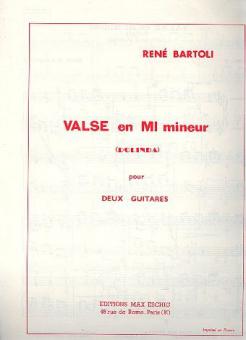 RENÉ BARTOLI
VALSE en MI mineur
(DOLINDA)
pour
DEUX GUITARES
EDITIONS MAX ESCHIG
48 rue de Rome, Paris (8e)
Imprimé en France